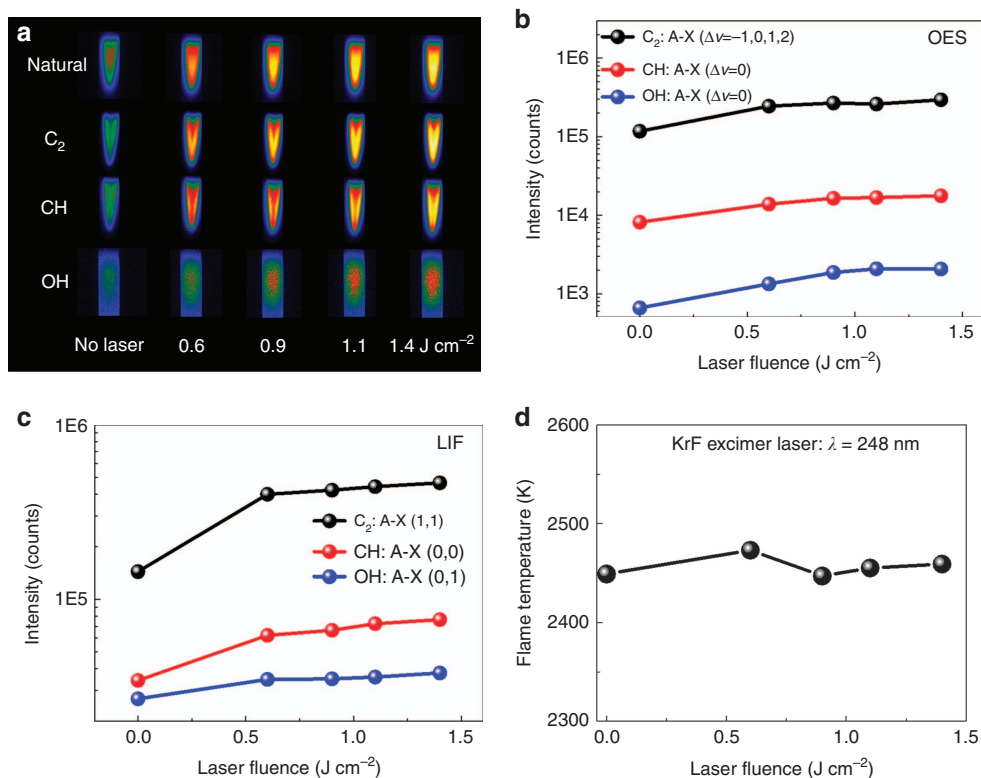 a
Natural
C₂
CH
OH
No laser 0.6 0.9 1.1 1.4 J cm⁻²
b
OES
C₂: A-X (Δv=−1,0,1,2)
CH: A-X (Δv=0)
OH: A-X (Δv=0)
Intensity (counts)
1E6
1E5
1E4
1E3
0.0 0.5 1.0 1.5
Laser fluence (J cm⁻²)
c
LIF
C₂: A-X (1,1)
CH: A-X (0,0)
OH: A-X (0,1)
Intensity (counts)
1E6
1E5
0.0 0.5 1.0 1.5
Laser fluence (J cm⁻²)
d
KrF excimer laser: λ = 248 nm
Flame temperature (K)
2600
2500
2400
2300
0.0 0.5 1.0 1.5
Laser fluence (J cm⁻²)